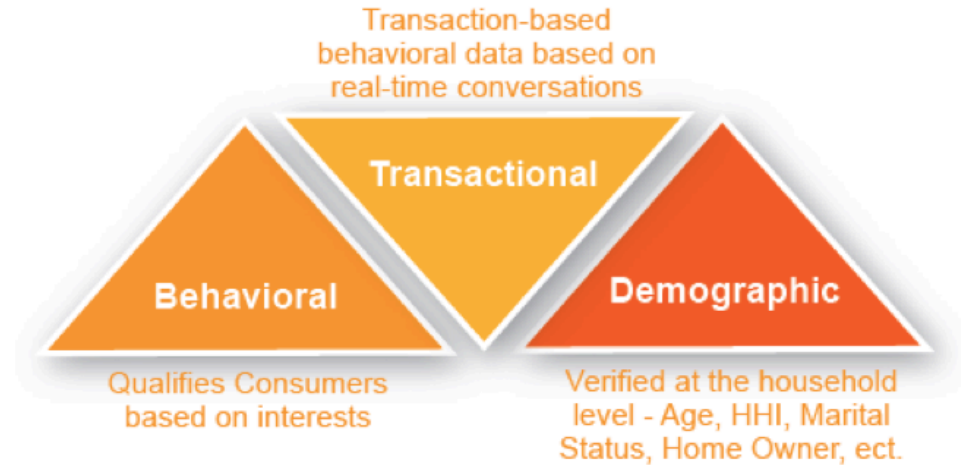 Transaction-based
behavioral data based on
real-time conversations
Transactional
Behavioral
Demographic
Qualifies Consumers
based on interests
Verified at the household
level - Age, HHI, Marital
Status, Home Owner, ect.